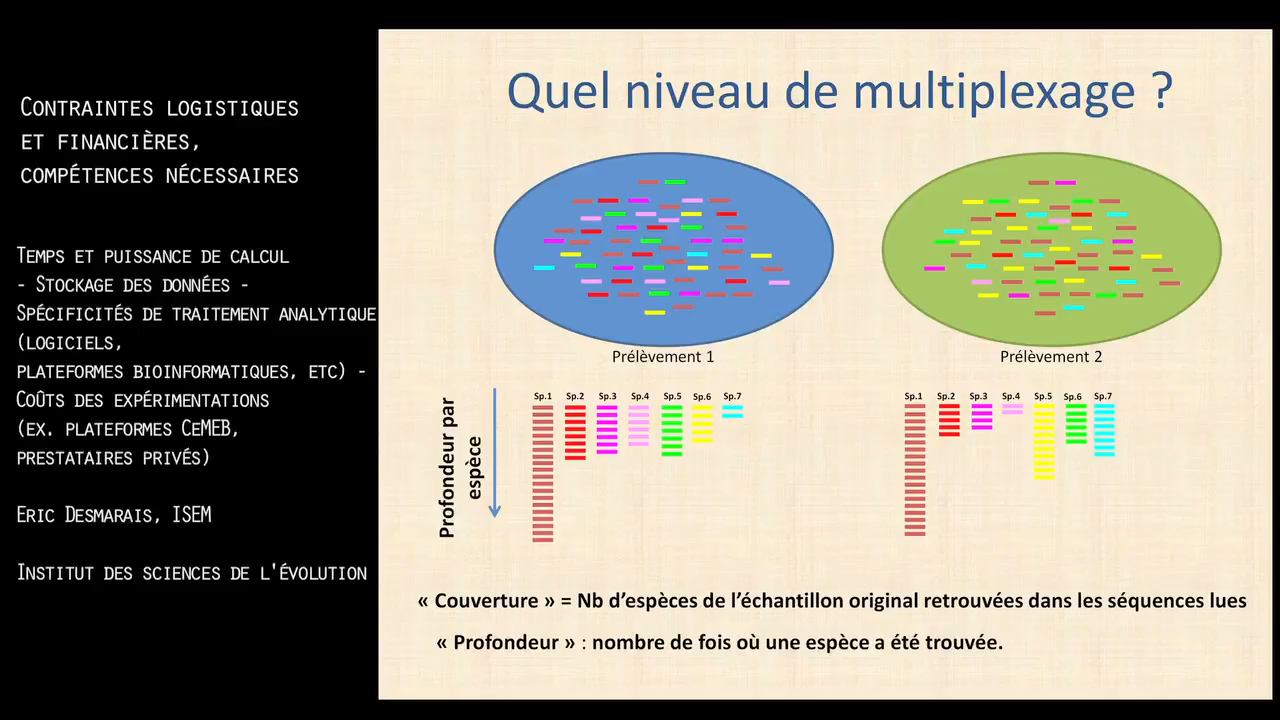 CONTRAINTES LOGISTIQUES
ET FINANCIÈRES,
COMPÉTENCES NÉCESSAIRES
TEMPS ET PUISSANCE DE CALCUL
- STOCKAGE DES DONNÉES -
SPÉCIFICITÉS DE TRAITEMENT ANALYTIQUE
(LOGICIELS,
PLATEFORMES BIOINFORMATIQUES, ETC) -
COÛTS DES EXPÉRIMENTATIONS
(EX. PLATEFORMES CEMEB,
PRESTATAIRES PRIVÉS)
ERIC DESMARAIS, ISEM
INSTITUT DES SCIENCES DE L'ÉVOLUTION
Quel niveau de multiplexage ?
Prélèvement 1
Prélèvement 2
Profondeur par
espèce
Sp.1 Sp.2 Sp.3 Sp.4 Sp.5 Sp.6 Sp.7
Sp.1 Sp.2 Sp.3 Sp.4 Sp.5 Sp.6 Sp.7
« Couverture » = Nb d'espèces de l'échantillon original retrouvées dans les séquences lues
« Profondeur » : nombre de fois où une espèce a été trouvée.